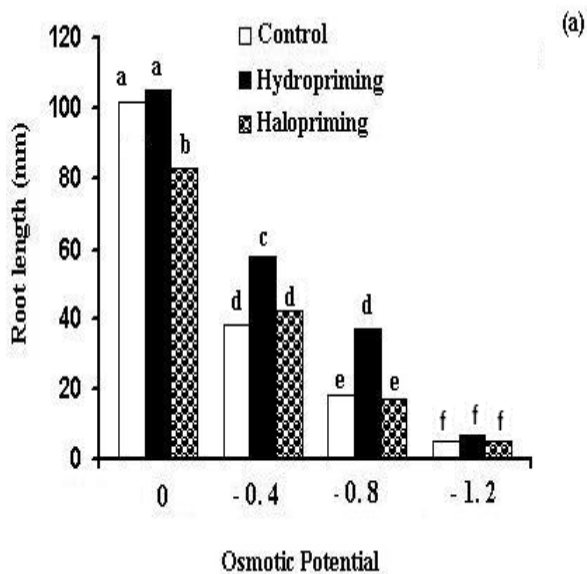 (a)
120
100
80
60
40
20
0
Root length (mm)
Control
Hydropriming
Halopriming
a a b
d c d
e d e
f f f
0 - 0.4 - 0.8 - 1.2
Osmotic Potential